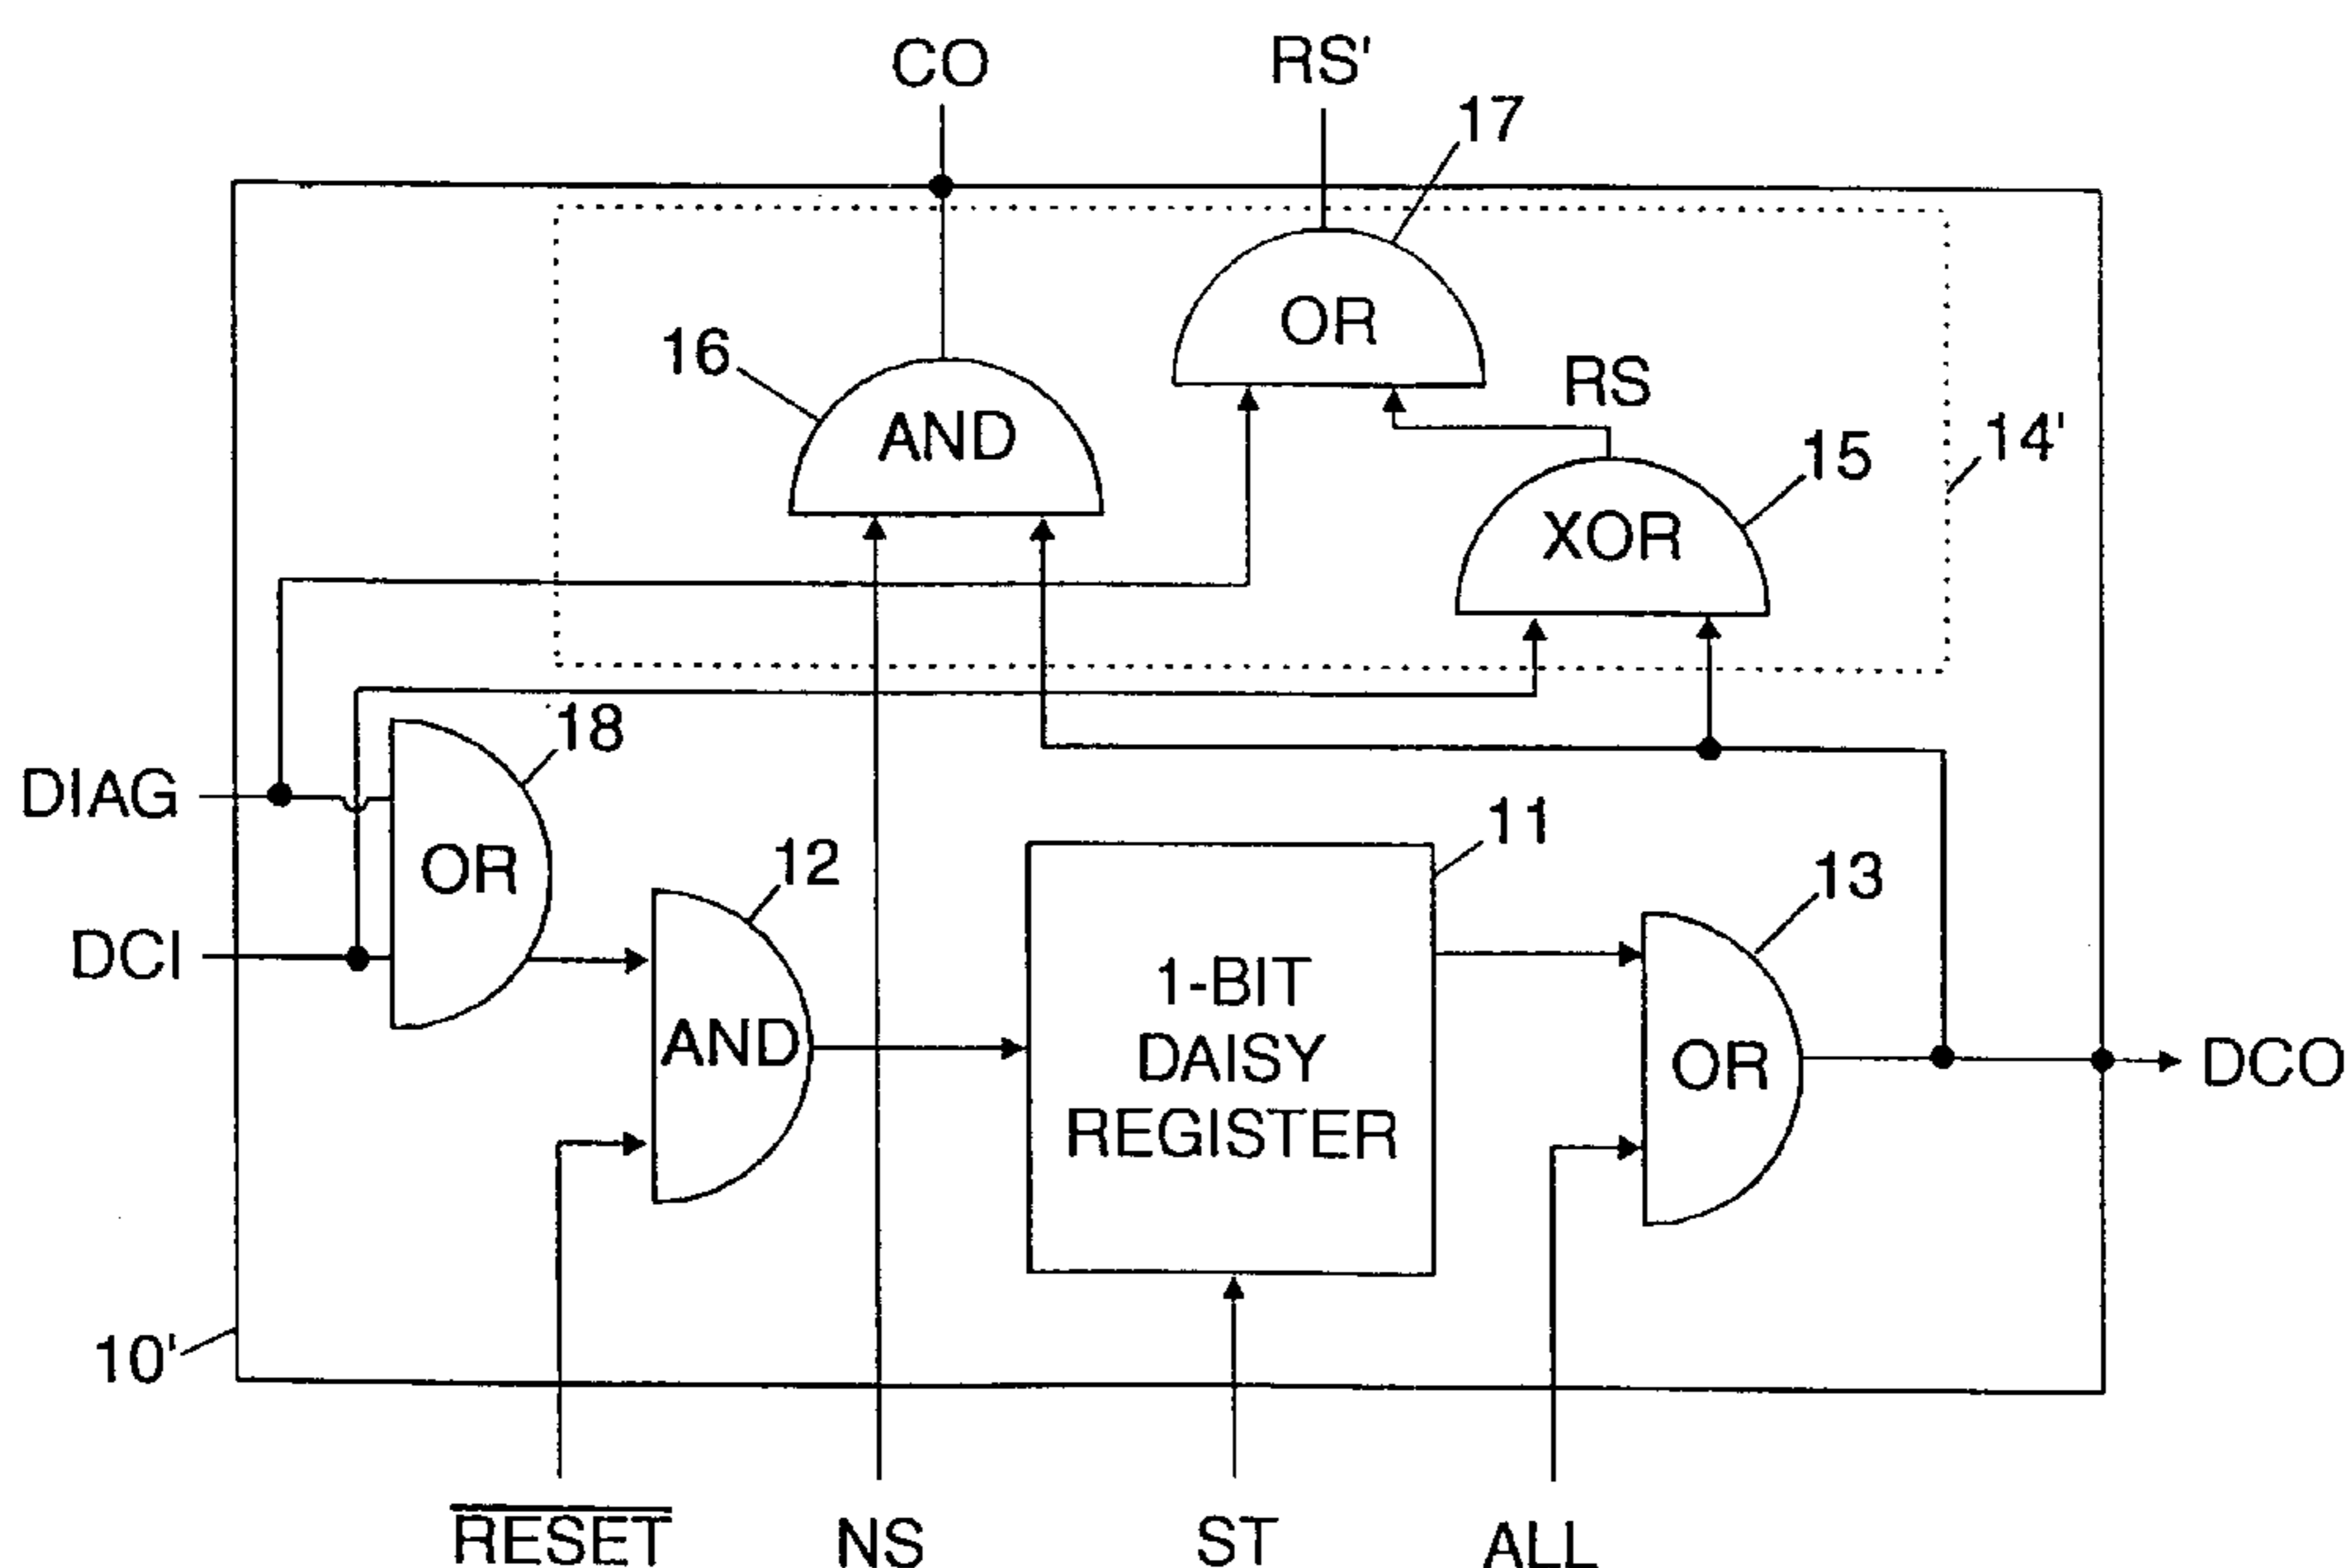 CO
RS'
17
OR
16
RS
AND
14'
15
XOR
18
DIAG
11
12
13
OR
DCI
1-BIT
DAISY
REGISTER
AND
OR
DCO
10'
RESET
NS
ST
ALL